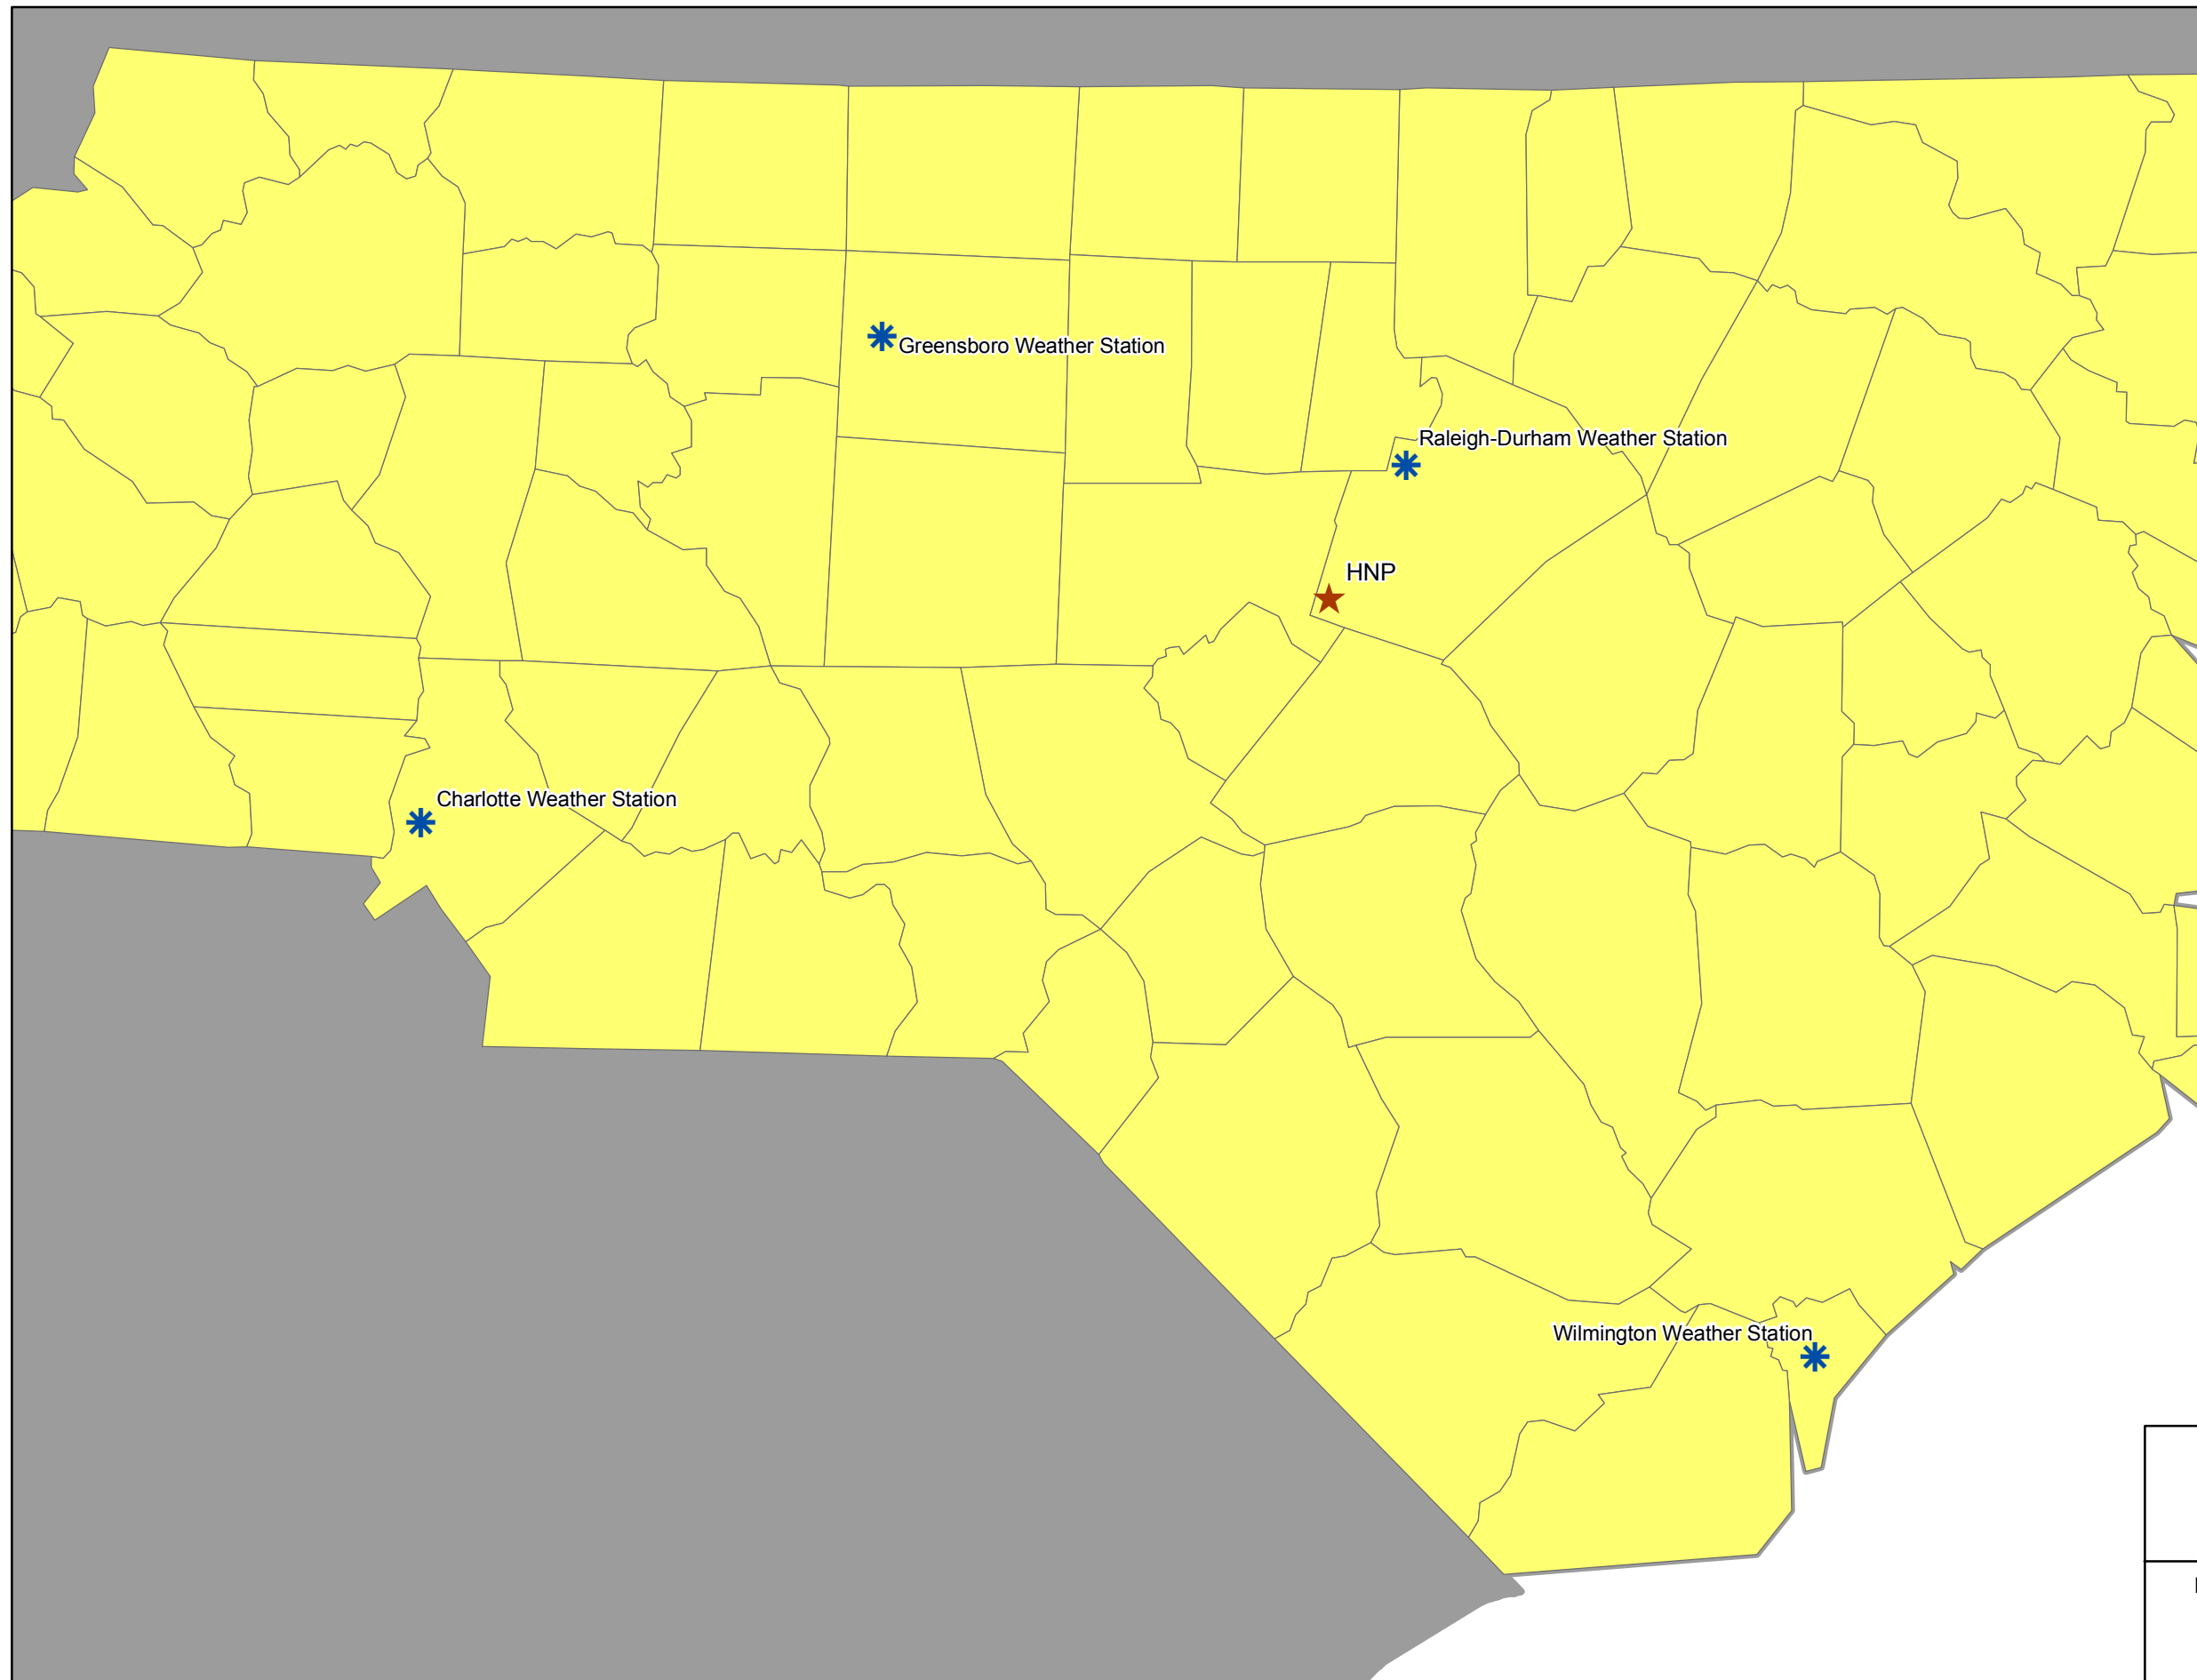 Greensboro Weather Station
Raleigh-Durham Weather Station
HNP
Charlotte Weather Station
Wilmington Weather Station